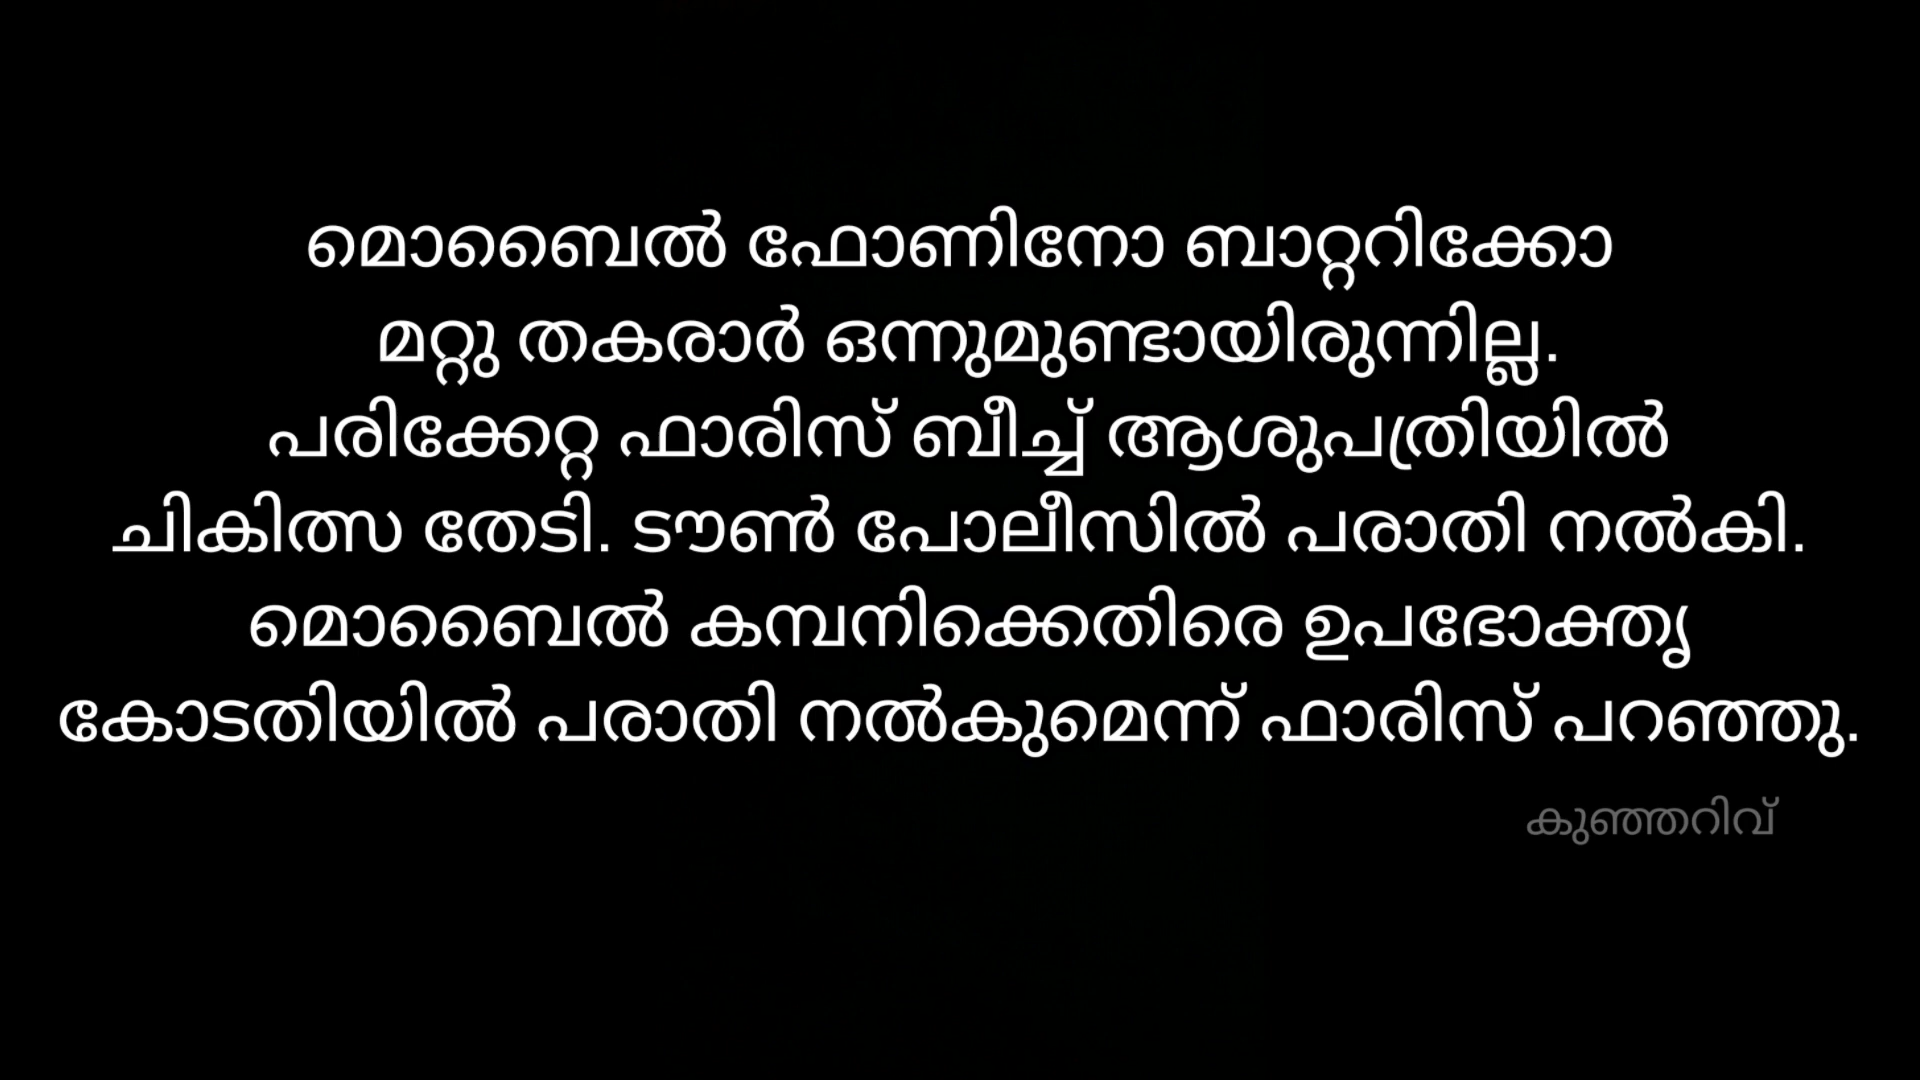 മൊബൈൽ ഫോണിനോ ബാറ്ററിക്കോ
മറ്റു തകരാർ ഒന്നുമുണ്ടായിരുന്നില്ല.
പരിക്കേറ്റ ഫാരിസ് ബീച്ച് ആശുപത്രിയിൽ
ചികിത്സ തേടി. ടൗൺ പോലീസിൽ പരാതി നൽകി.
മൊബൈൽ കമ്പനിക്കെതിരെ ഉപഭോക്തൃ
കോടതിയിൽ പരാതി നൽകുമെന്ന് ഫാരിസ് പറഞ്ഞു.
കുഞ്ഞറിവ്